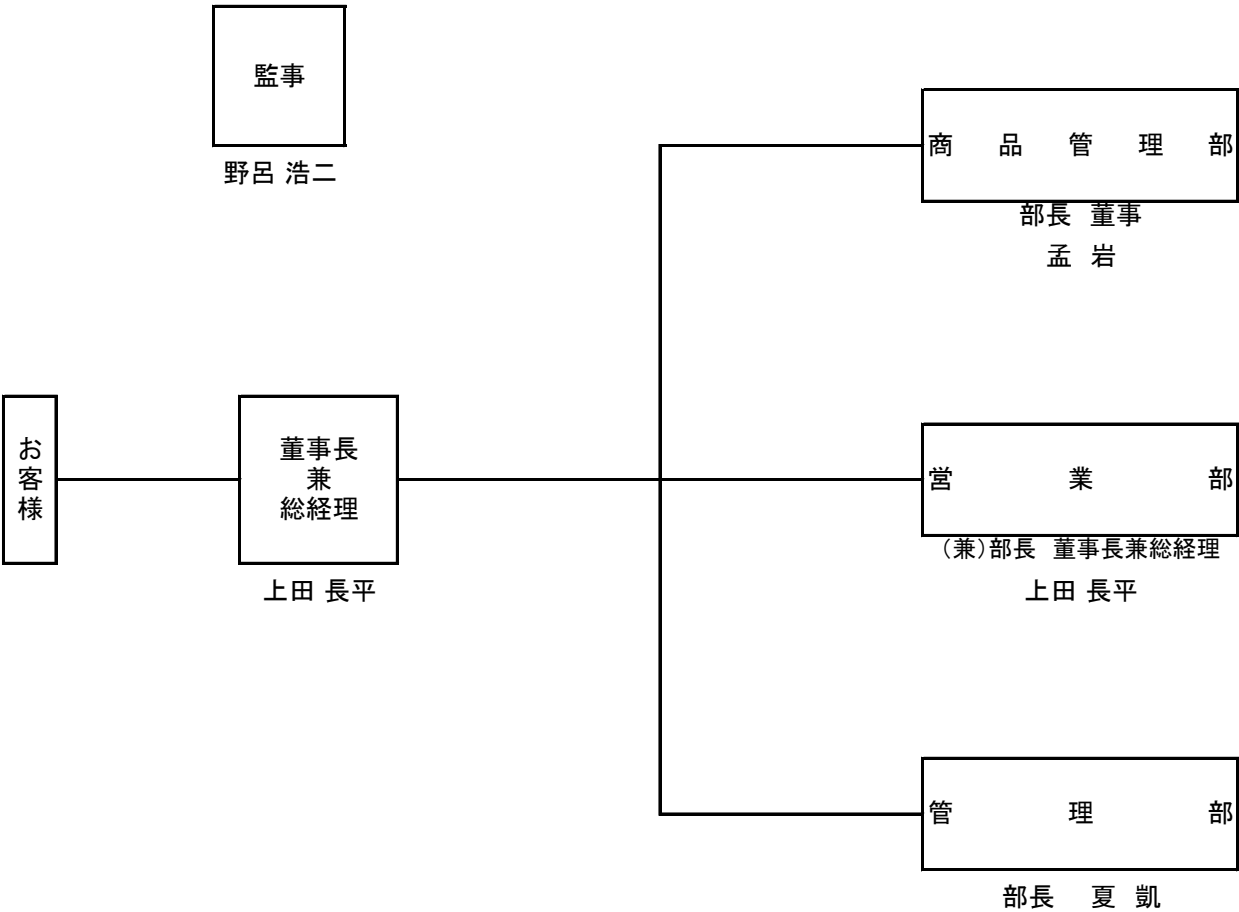 監事
野呂 浩二
商品管理部
部長 董事
孟 岩
お客様
董事長
兼
総経理
上田 長平
営業部
(兼)部長 董事長兼総経理
上田 長平
管理部
部長 夏 凱